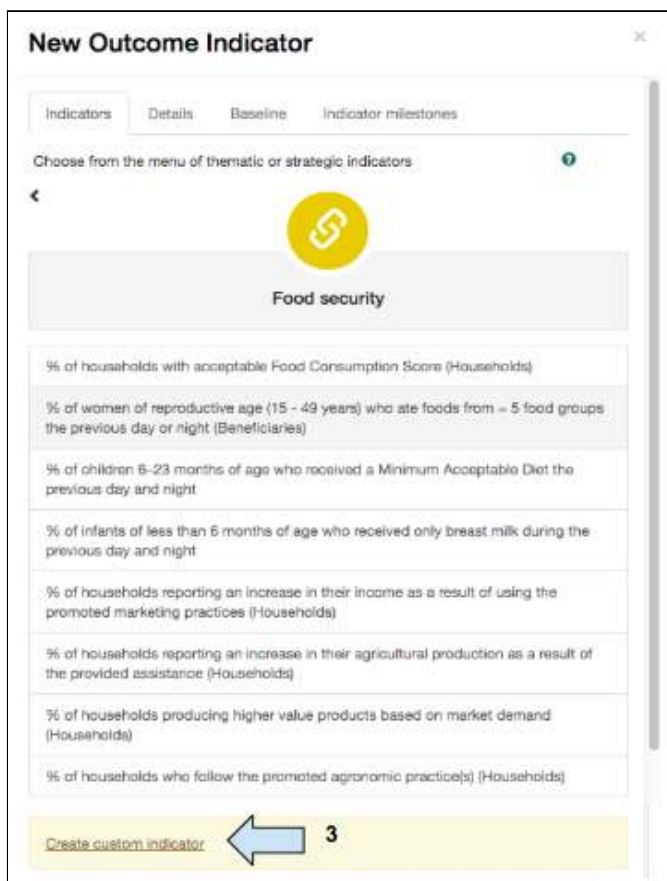 New Outcome Indicator
×
Indicators Details Baseline Indicator milestones
Choose from the menu of thematic or strategic indicators
?
Food security
% of households with acceptable Food Consumption Score (Households)
% of women of reproductive age (15 - 49 years) who ate foods from = 5 food groups
the previous day or night (Beneficiaries)
% of children 6–23 months of age who received a Minimum Acceptable Diet the
previous day and night
% of infants of less than 6 months of age who received only breast milk during the
previous day and night
% of households reporting an increase in their income as a result of using the
promoted marketing practices (Households)
% of households reporting an increase in their agricultural production as a result of
the provided assistance (Households)
% of households producing higher value products based on market demand
(Households)
% of households who follow the promoted agronomic practice(s) (Households)
Create custom indicator 3